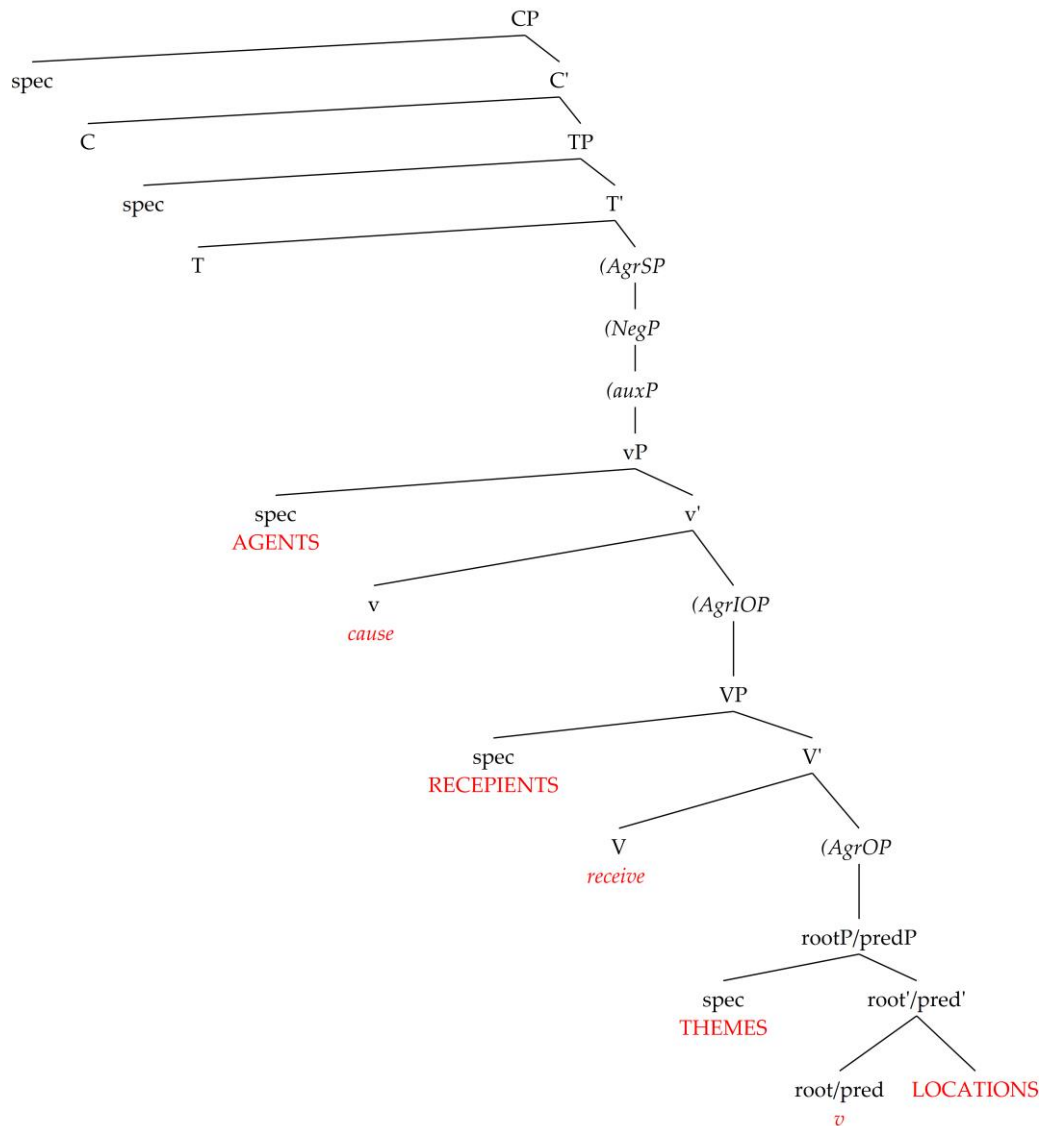 CP
spec
C'
C
TP
spec
T'
T
(AgrSP
(NegP
(auxP
vP
spec
AGENTS
v'
v
cause
(AgrIOP
VP
spec
RECEPIENTS
V'
V
receive
(AgrOP
rootP/predP
spec
THEMES
root'/pred'
root/pred
v
LOCATIONS